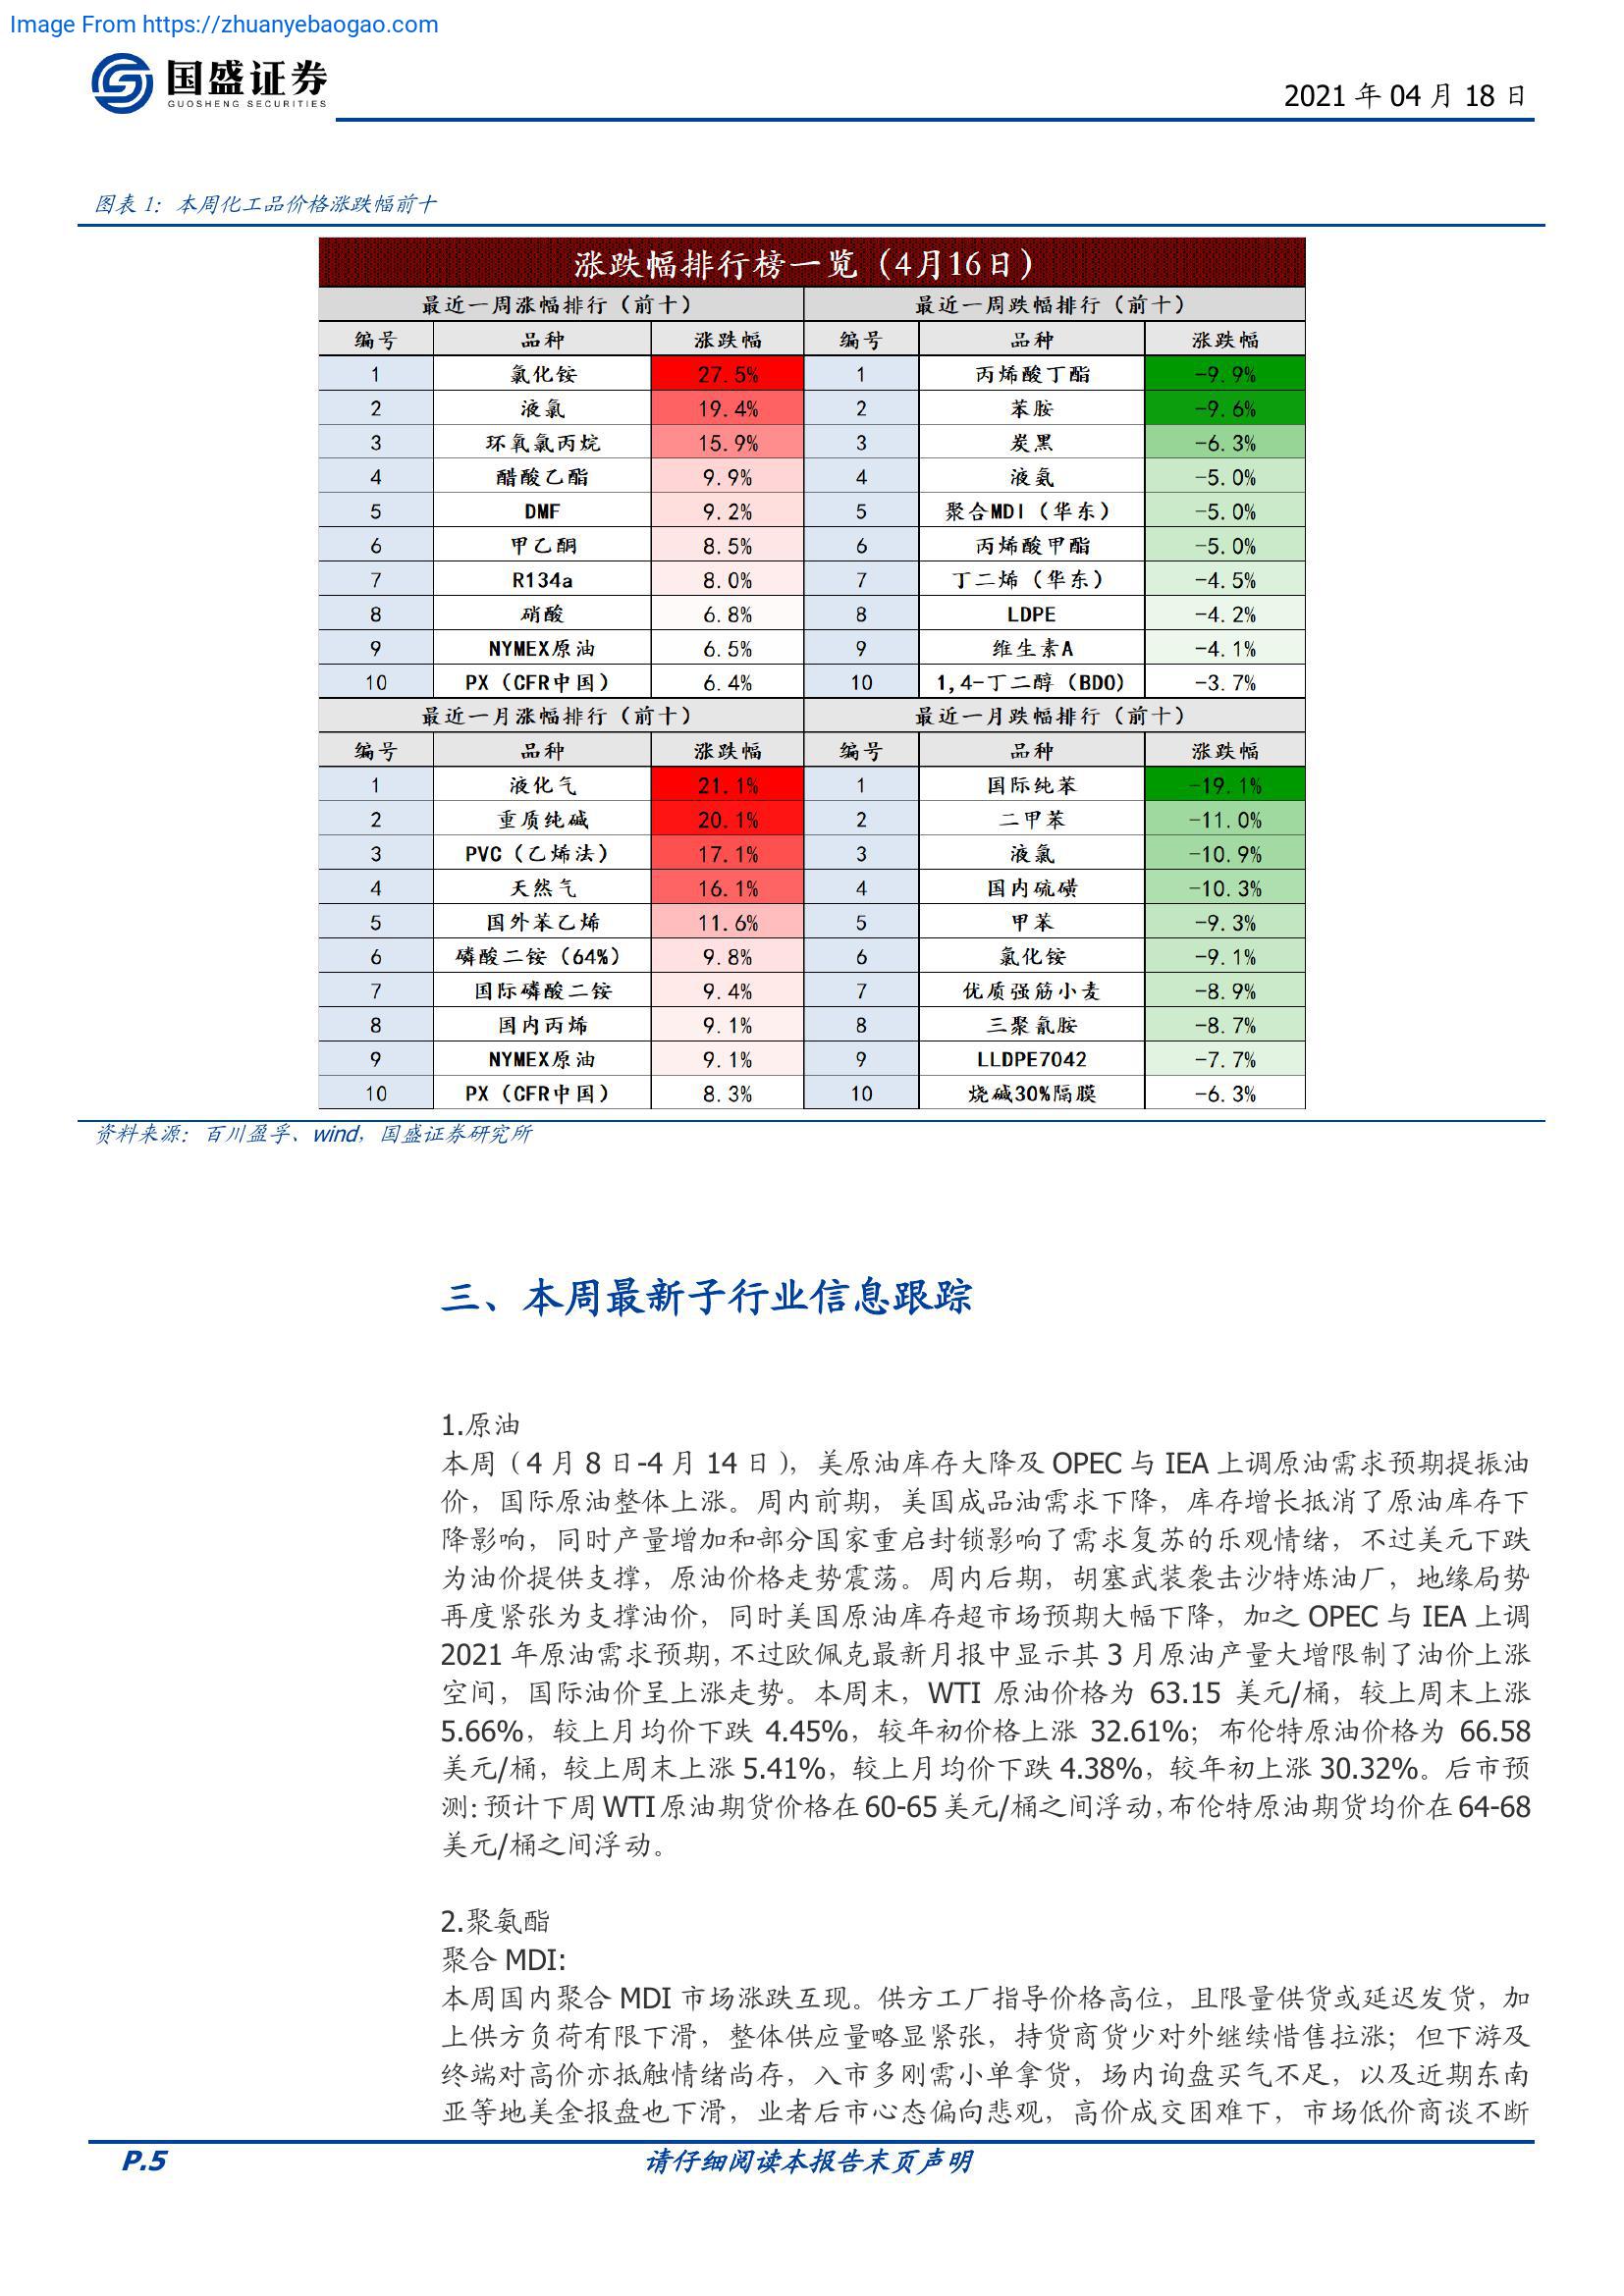 Image From https://zhuanyebaogao.com
国盛证券
GUOSHENG SECURITIES
2021 年 04 月 18 日
图表 1：本周化工品价格涨跌幅前十
涨跌幅排行榜一览（4月16日）
最近一周涨幅排行（前十） 最近一周跌幅排行（前十）
编号 品种 涨跌幅 编号 品种 涨跌幅
1 氯化铵 27.5% 1 丙烯酸丁酯 -9.9%
2 液氯 19.4% 2 苯胺 -9.6%
3 环氧氯丙烷 15.9% 3 炭黑 -6.3%
4 醋酸乙酯 9.9% 4 液氨 -5.0%
5 DMF 9.2% 5 聚合MDI（华东） -5.0%
6 甲乙酮 8.5% 6 丙烯酸甲酯 -5.0%
7 R134a 8.0% 7 丁二烯（华东） -4.5%
8 硝酸 6.8% 8 LDPE -4.2%
9 NYMEX原油 6.5% 9 维生素A -4.1%
10 PX（CFR中国） 6.4% 10 1,4-丁二醇（BDO） -3.7%
最近一月涨幅排行（前十） 最近一月跌幅排行（前十）
编号 品种 涨跌幅 编号 品种 涨跌幅
1 液化气 21.1% 1 国际纯苯 -19.1%
2 重质纯碱 20.1% 2 二甲苯 -11.0%
3 PVC（乙烯法） 17.1% 3 液氯 -10.9%
4 天然气 16.1% 4 国内硫磺 -10.3%
5 国外苯乙烯 11.6% 5 甲苯 -9.3%
6 磷酸二铵（64%） 9.8% 6 氯化铵 -9.1%
7 国际磷酸二铵 9.4% 7 优质强筋小麦 -8.9%
8 国内丙烯 9.1% 8 三聚氰胺 -8.7%
9 NYMEX原油 9.1% 9 LLDPE7042 -7.7%
10 PX（CFR中国） 8.3% 10 烧碱30%隔膜 -6.3%
资料来源：百川盈孚、wind，国盛证券研究所
三、本周最新子行业信息跟踪
1.原油
本周（4 月 8 日-4 月 14 日），美原油库存大降及 OPEC 与 IEA 上调原油需求预期提振油
价，国际原油整体上涨。周内前期，美国成品油需求下降，库存增长抵消了原油库存下
降影响，同时产量增加和部分国家重启封锁影响了需求复苏的乐观情绪，不过美元下跌
为油价提供支撑，原油价格走势震荡。周内后期，胡塞武装袭击沙特炼油厂，地缘局势
再度紧张为支撑油价，同时美国原油库存超市场预期大幅下降，加之 OPEC 与 IEA 上调
2021 年原油需求预期，不过欧佩克最新月报中显示其 3 月原油产量大增限制了油价上涨
空间，国际油价呈上涨走势。本周末，WTI 原油价格为 63.15 美元/桶，较上周末上涨
5.66%，较上月均价下跌 4.45%，较年初价格上涨 32.61%；布伦特原油价格为 66.58
美元/桶，较上周末上涨 5.41%，较上月均价下跌 4.38%，较年初上涨 30.32%。后市预
测：预计下周 WTI 原油期货价格在 60-65 美元/桶之间浮动，布伦特原油期货均价在 64-68
美元/桶之间浮动。
2.聚氨酯
聚合 MDI:
本周国内聚合 MDI 市场涨跌互现。供方工厂指导价格高位，且限量供货或延迟发货，加
上供方负荷有限下滑，整体供应量略显紧张，持货商货少对外继续惜售拉涨；但下游及
终端对高价亦抵触情绪尚存，入市多刚需小单拿货，场内询盘买气不足，以及近期东南
亚等地美金报盘也下滑，业者后市心态偏向悲观，高价成交困难下，市场低价商谈不断
P.5
请仔细阅读本报告末页声明